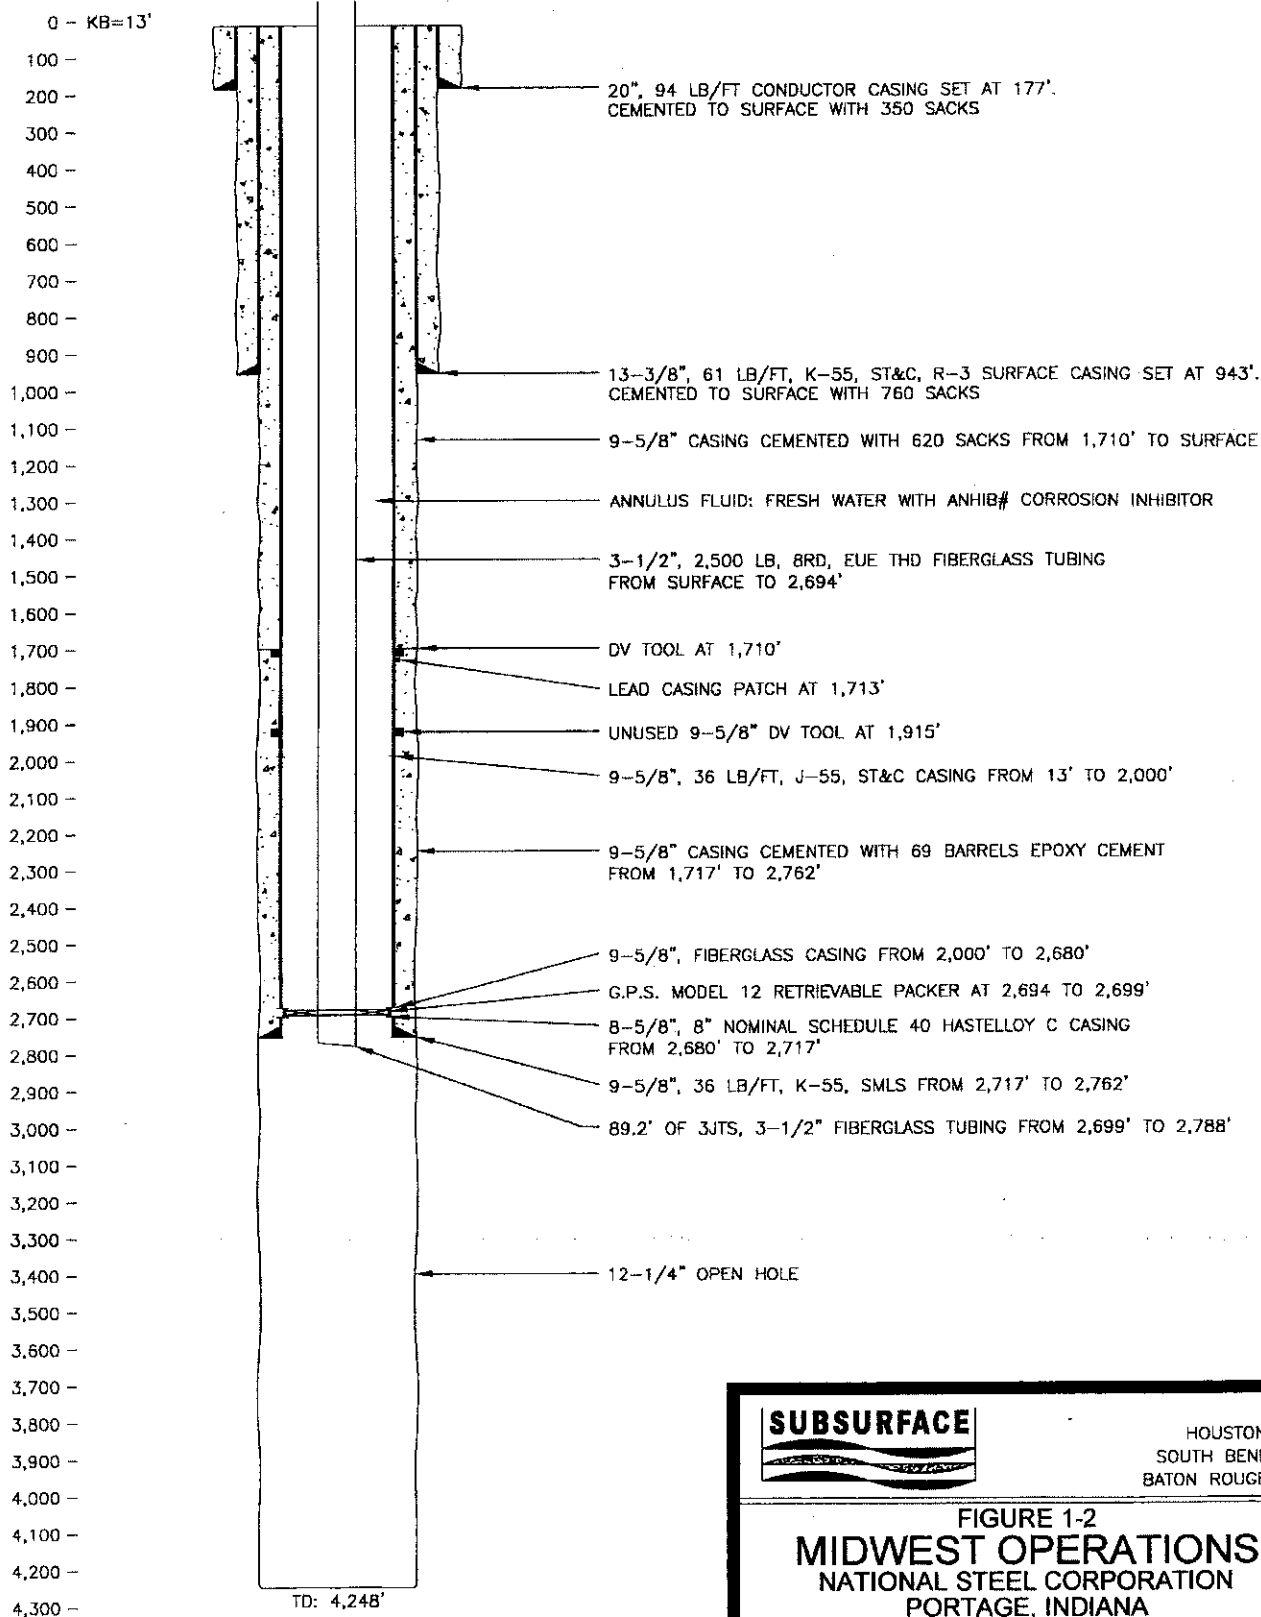 0 – KB=13'
100 –
200 –
300 –
400 –
500 –
600 –
700 –
800 –
900 –
1,000 –
1,100 –
1,200 –
1,300 –
1,400 –
1,500 –
1,600 –
1,700 –
1,800 –
1,900 –
2,000 –
2,100 –
2,200 –
2,300 –
2,400 –
2,500 –
2,600 –
2,700 –
2,800 –
2,900 –
3,000 –
3,100 –
3,200 –
3,300 –
3,400 –
3,500 –
3,600 –
3,700 –
3,800 –
3,900 –
4,000 –
4,100 –
4,200 –
4,300 –
20", 94 LB/FT CONDUCTOR CASING SET AT 177'.
CEMENTED TO SURFACE WITH 350 SACKS
13-3/8", 61 LB/FT, K-55, ST&C, R-3 SURFACE CASING SET AT 943'.
CEMENTED TO SURFACE WITH 760 SACKS
9-5/8" CASING CEMENTED WITH 620 SACKS FROM 1,710' TO SURFACE
ANNULUS FLUID: FRESH WATER WITH ANHIB# CORROSION INHIBITOR
3-1/2", 2,500 LB, 8RD, EUE THD FIBERGLASS TUBING
FROM SURFACE TO 2,694'
DV TOOL AT 1,710'
LEAD CASING PATCH AT 1,713'
UNUSED 9-5/8" DV TOOL AT 1,915'
9-5/8", 36 LB/FT, J-55, ST&C CASING FROM 13' TO 2,000'
9-5/8" CASING CEMENTED WITH 69 BARRELS EPOXY CEMENT
FROM 1,717' TO 2,762'
9-5/8", FIBERGLASS CASING FROM 2,000' TO 2,680'
G.P.S. MODEL 12 RETRIEVABLE PACKER AT 2,694 TO 2,699'
8-5/8", 8" NOMINAL SCHEDULE 40 HASTELLOY C CASING
FROM 2,680' TO 2,717'
9-5/8", 36 LB/FT, K-55, SMLS FROM 2,717' TO 2,762'
89.2' OF 3JTS, 3-1/2" FIBERGLASS TUBING FROM 2,699' TO 2,788'
12-1/4" OPEN HOLE
TD: 4,248'
SUBSURFACE
HOUSTON
SOUTH BEN
BATON ROUG
FIGURE 1-2
MIDWEST OPERATIONS
NATIONAL STEEL CORPORATION
PORTAGE, INDIANA